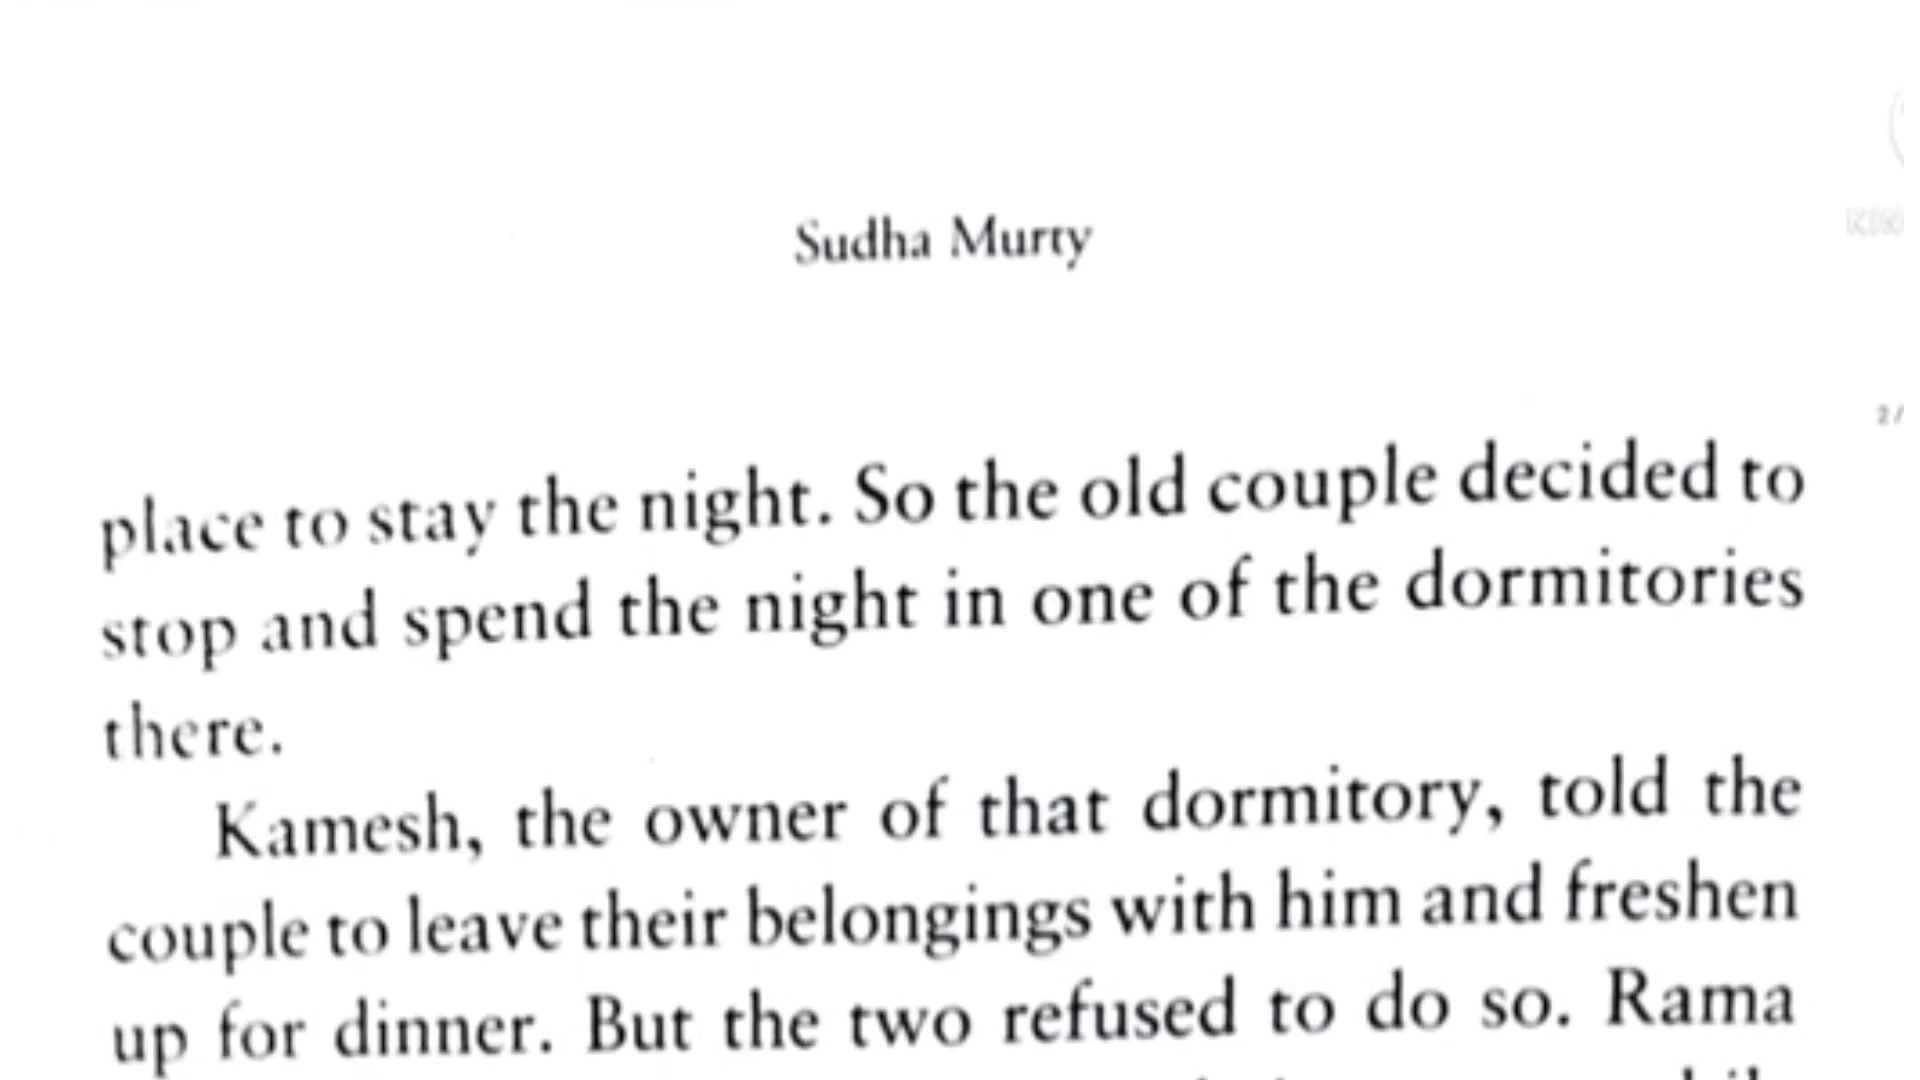 Sudha Murty
place to stay the night. So the old couple decided to
stop and spend the night in one of the dormitories
there.
Kamesh, the owner of that dormitory, told the
couple to leave their belongings with him and freshen
up for dinner. But the two refused to do so. Rama